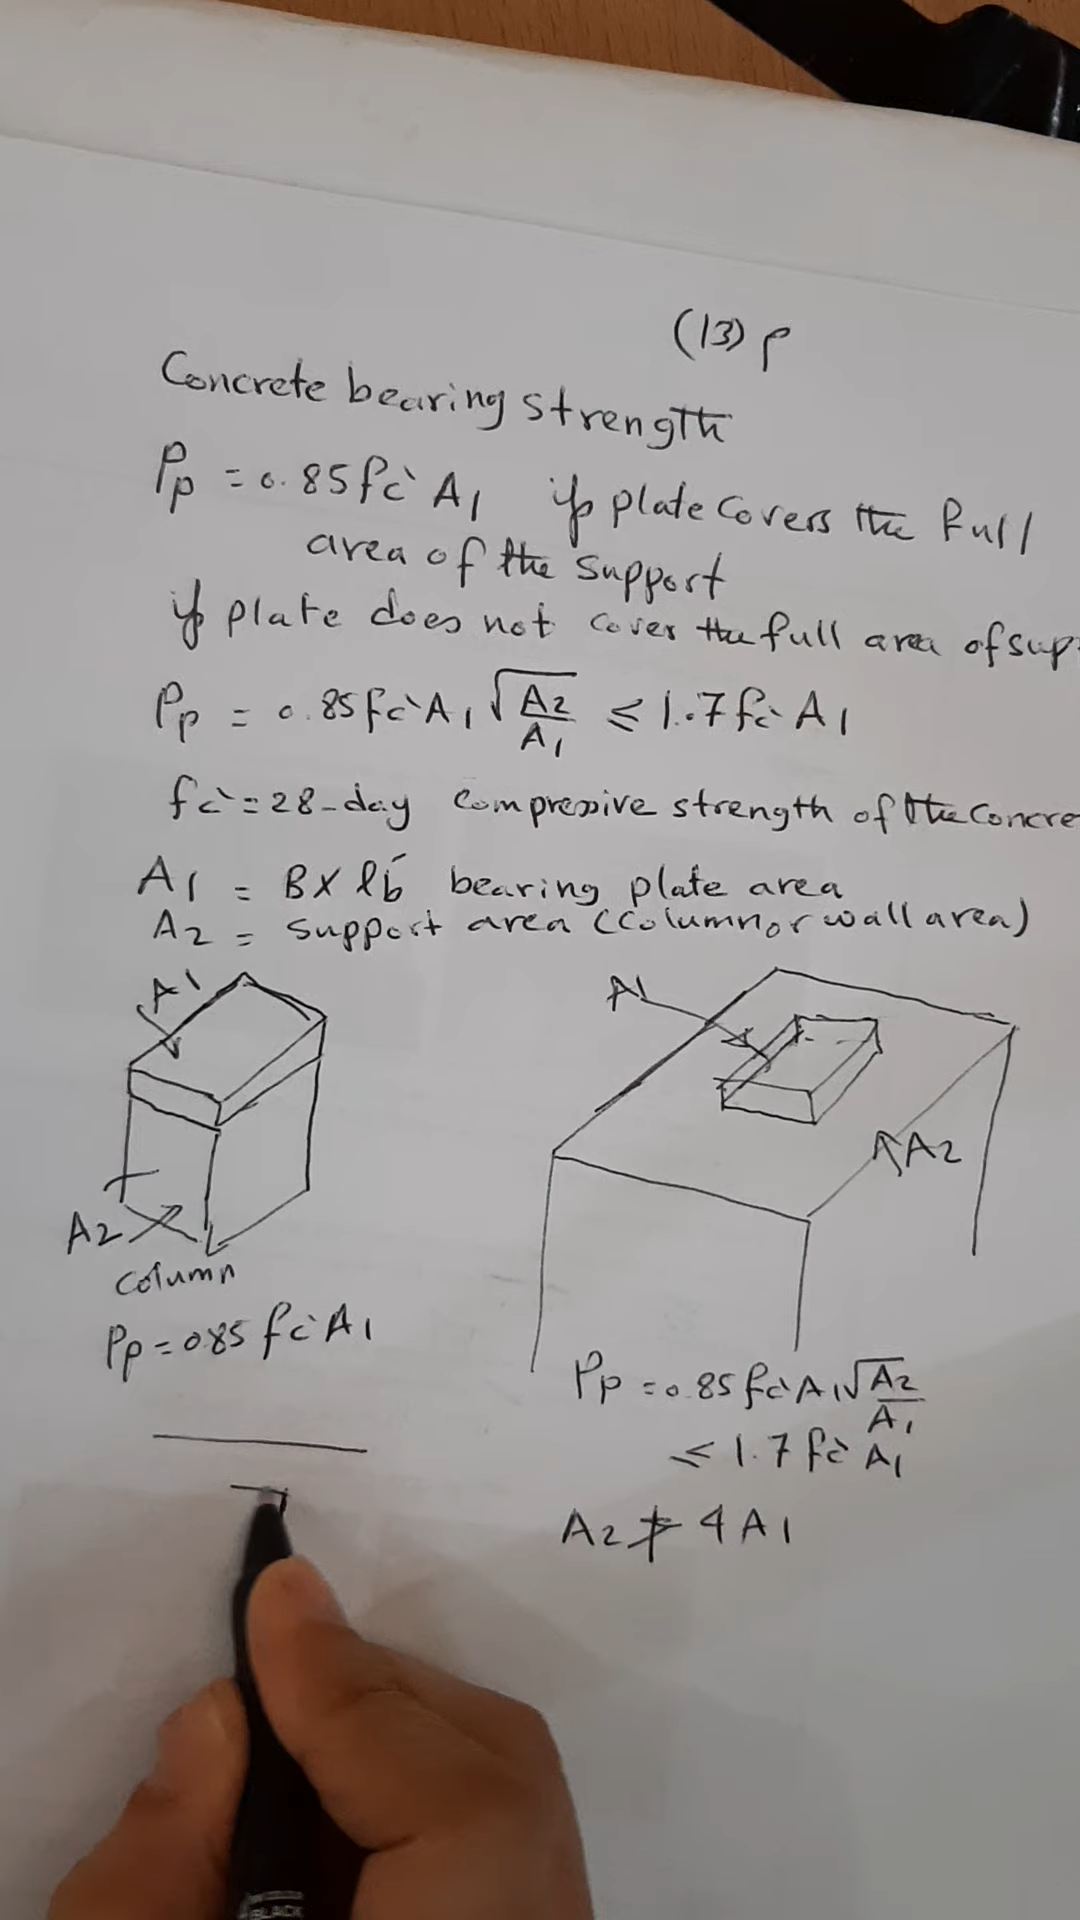 (13) P
Concrete bearing strength
Pp = 0.85 fc' A1 if plate covers the full
area of the support
if plate does not cover the full area of sup
Pp = 0.85 fc' A1 √(A2/A1) ≤ 1.7 fc' A1
fc' = 28-day compressive strength of the Concre
A1 = B x lb bearing plate area
A2 = support area (column or wall area)
A1
A2
column
Pp = 0.85 fc' A1
A1
A2
Pp = 0.85 fc' A1 √(A2/A1)
≤ 1.7 fc' A1
A2 ≯ 4 A1
BLACK